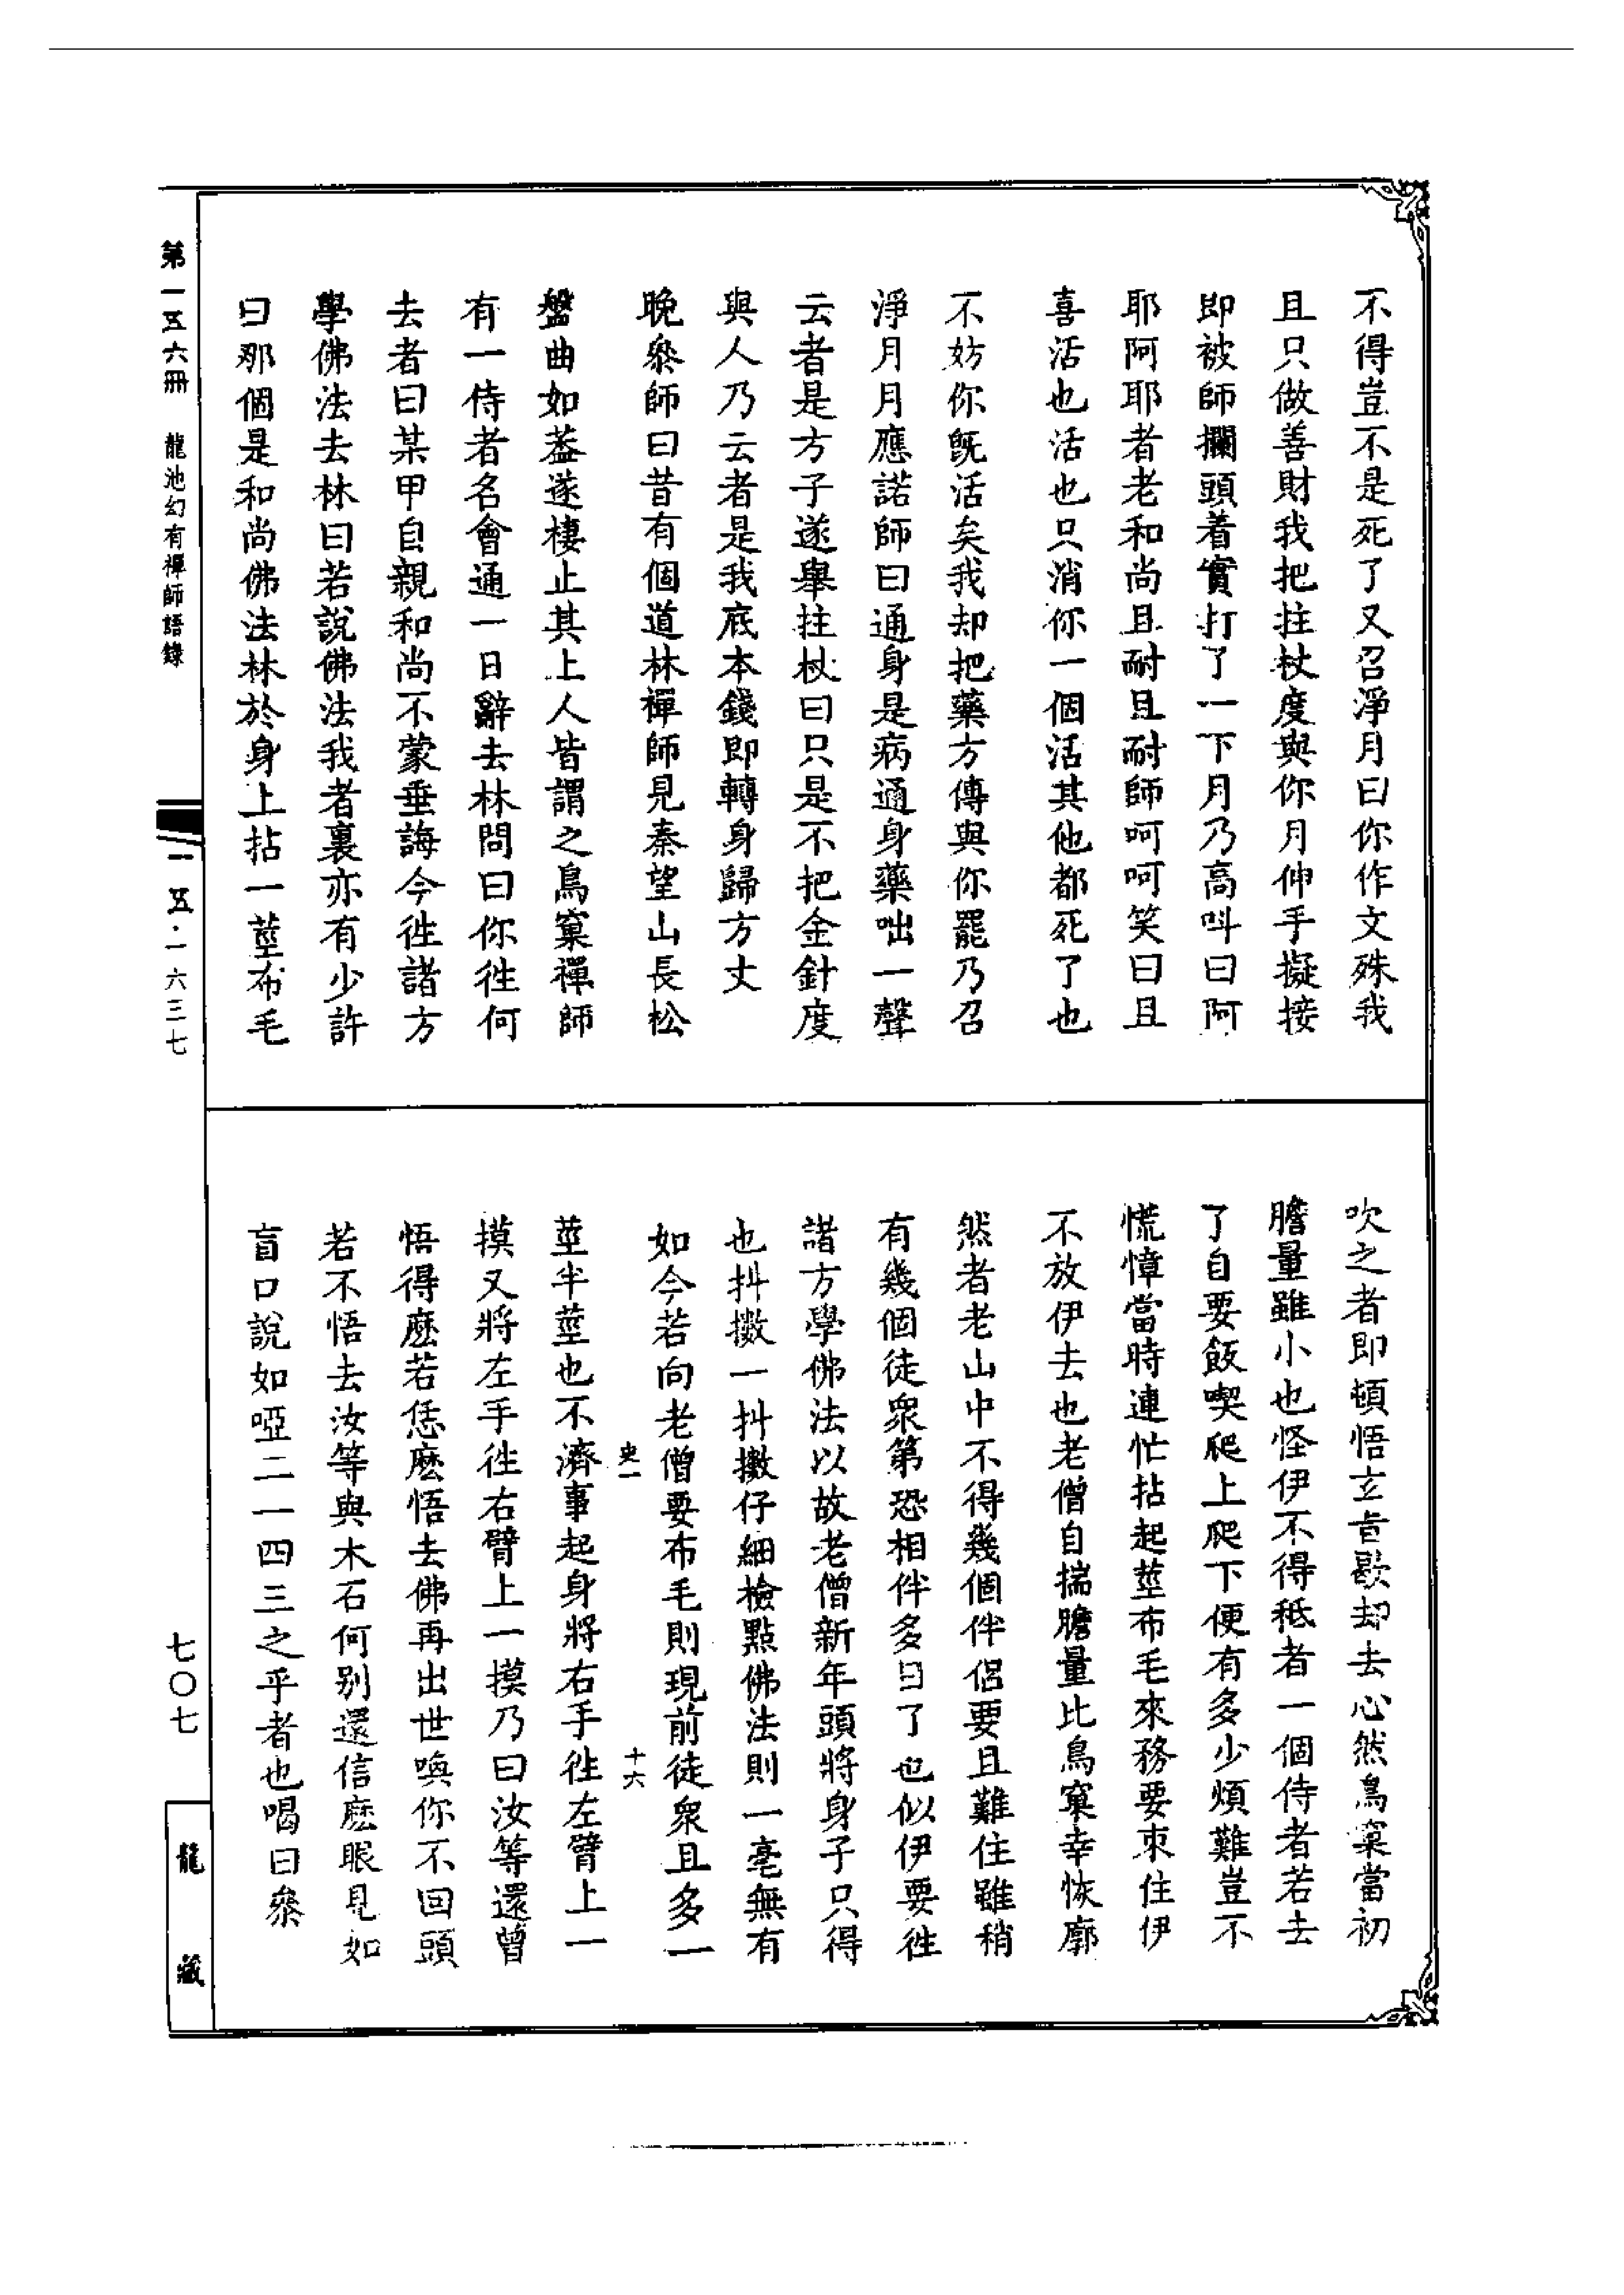 不得豈不是死了又召淨月曰你作文殊我
且只做善財我把拄杖度與你月伸手擬接
即被師攔頭着實打了一下月乃高呌曰阿
耶阿耶者老和尚且耐且耐師呵呵笑曰且
喜活也活也只消你一個活其他都死了也
不妨你旣活矣我却把藥方傳與你罷乃召
淨月月應諾師曰通身是病通身藥咄一聲
云者是方子遂舉拄杖曰只是不把金針度
與人乃云者是我底本錢即轉身歸方丈
晚叅師曰昔有個道林禪師見秦望山長松
盤曲如葢遂棲止其上人皆謂之鳥窠禪師
有一侍者名會通一日辭去林問曰你徃何
去者曰某甲自親和尚不蒙垂誨今徃諸方
學佛法去林曰若說佛法我者裏亦有少許
曰那個是和尚佛法林於身上拈一莖布毛
吹之者即頓悟玄旨歇却去心然鳥窠當初
膽量雖小也怪伊不得秪者一個侍者若去
了自要飯喫爬上爬下便有多少煩難豈不
慌慞當時連忙拈起莖布毛來務要朿住伊
不放伊去也老僧自揣膽量比鳥窠幸恢廓
然者老山中不得幾個伴侶要且難住雖稍
有幾個徒衆第恐相伴多日了也似伊要徃
諸方學佛法以故老僧新年頭將身子只得
也抖擻一抖擻仔細檢點佛法則一毫無有
如今若向老僧要布毛則現前徒衆且多一
史一　十六
莖半莖也不濟事起身將右手徃左臂上一
摸又將左手徃右臂上一摸乃曰汝等還曾
悟得麽若恁麽悟去佛再出世喚你不回頭
若不悟去汝等與木石何别還信麽眼見如
盲口說如啞二一四三之乎者也喝曰叅
第一五六冊　龍池幻有禪師語錄
一五·一六三七
七〇七
龍藏